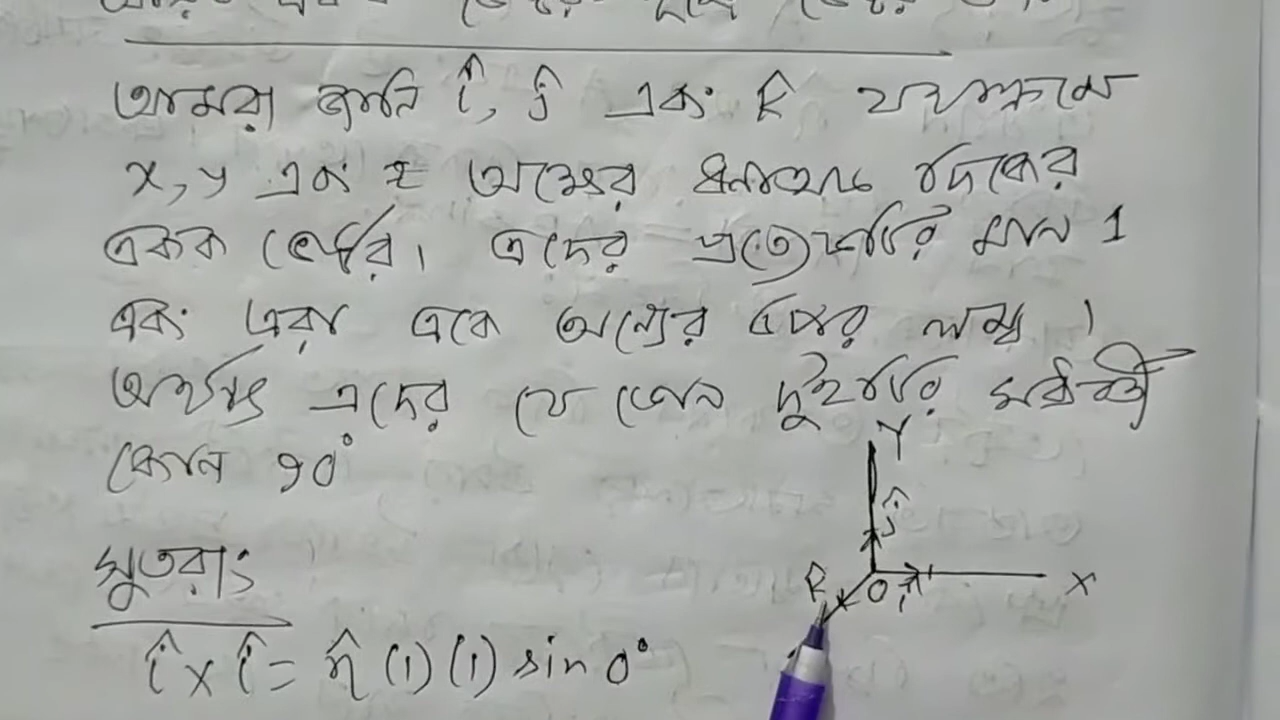 আমরা জানি î, ĵ এবং k̂ যথাক্রমে
x, y এবং z অক্ষের ধনাত্মক দিকের
একক ভেক্টর। এদের প্রত্যেকটির মান 1
এবং এরা একে অন্যের উপর লম্ব।
অর্থাৎ এদের যে কোন দুইটির মধ্যবর্তী
কোন 90°
Y
ĵ
k̂ O î X
সুতরাং
î × î = η̂ (1) (1) sin 0°